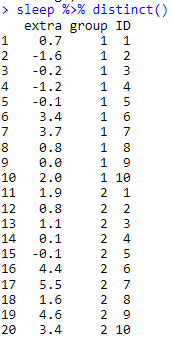 > sleep %>% distinct()
   extra group ID
1    0.7     1  1
2   -1.6     1  2
3   -0.2     1  3
4   -1.2     1  4
5   -0.1     1  5
6    3.4     1  6
7    3.7     1  7
8    0.8     1  8
9    0.0     1  9
10   2.0     1 10
11   1.9     2  1
12   0.8     2  2
13   1.1     2  3
14   0.1     2  4
15  -0.1     2  5
16   4.4     2  6
17   5.5     2  7
18   1.6     2  8
19   4.6     2  9
20   3.4     2 10